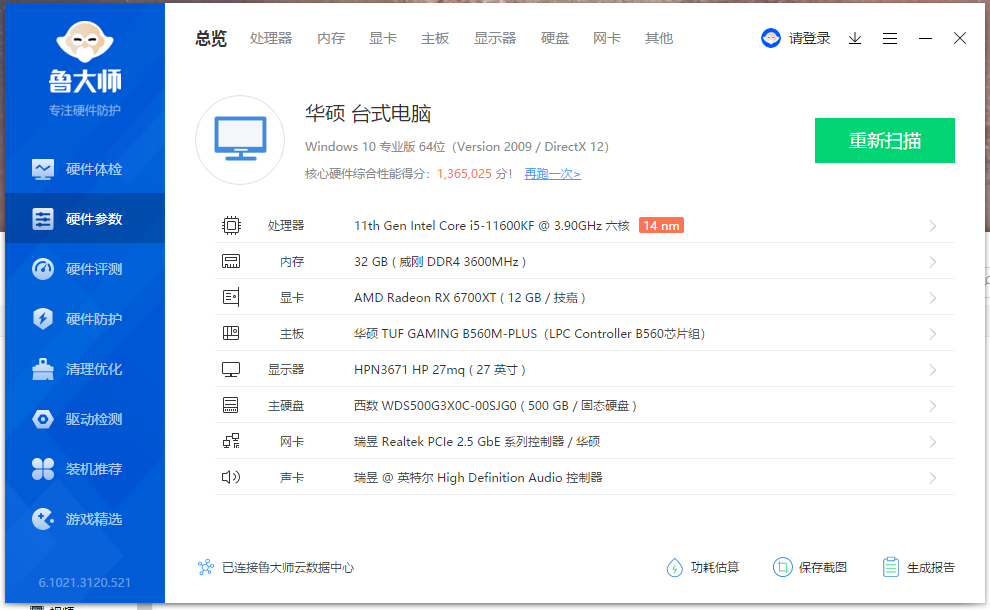 鲁大师
专注硬件防护
硬件体检
硬件参数
硬件评测
硬件防护
清理优化
驱动检测
装机推荐
游戏精选
6.1021.3120.521
总览 处理器 内存 显卡 主板 显示器 硬盘 网卡 其他 请登录
华硕 台式电脑
Windows 10 专业版 64位（Version 2009 / DirectX 12）
核心硬件综合性能得分：1,365,025 分！ 再跑一次>
重新扫描
处理器 11th Gen Intel Core i5-11600KF @ 3.90GHz 六核 14 nm
内存 32 GB ( 威刚 DDR4 3600MHz )
显卡 AMD Radeon RX 6700XT ( 12 GB / 技嘉 )
主板 华硕 TUF GAMING B560M-PLUS（LPC Controller B560芯片组）
显示器 HPN3671 HP 27mq ( 27 英寸 )
主硬盘 西数 WDS500G3X0C-00SJG0 ( 500 GB / 固态硬盘 )
网卡 瑞昱 Realtek PCIe 2.5 GbE 系列控制器 / 华硕
声卡 瑞昱 @ 英特尔 High Definition Audio 控制器
已连接鲁大师云数据中心 功耗估算 保存截图 生成报告